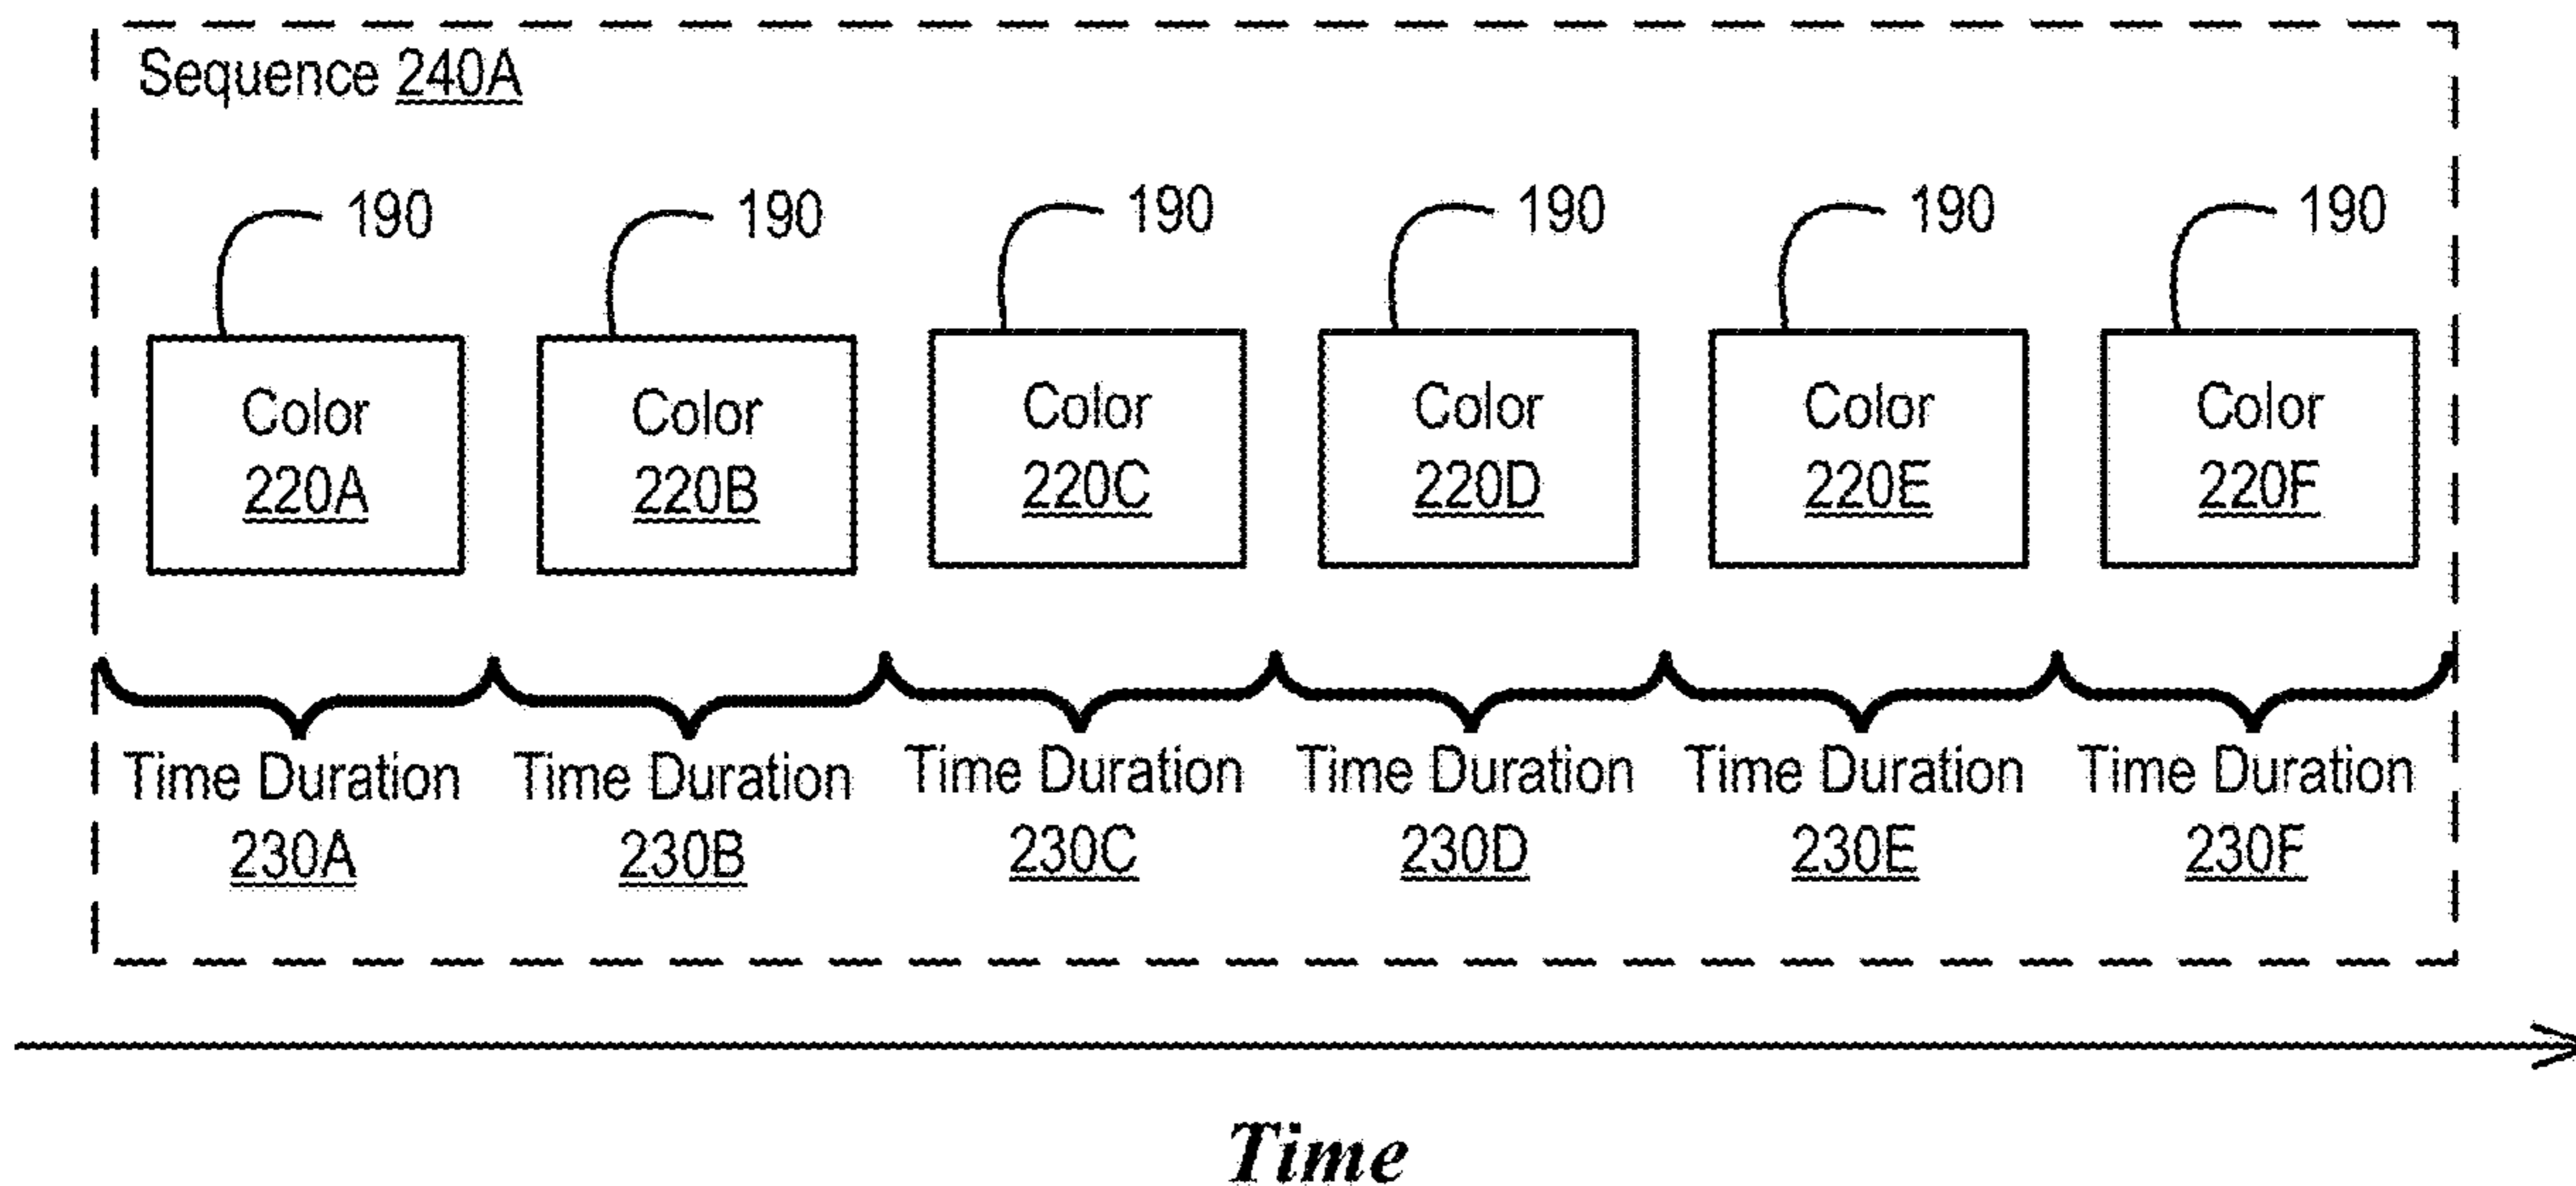 Sequence 240A
190 190 190 190 190 190
Color Color Color Color Color Color
220A 220B 220C 220D 220E 220F
Time Duration Time Duration Time Duration Time Duration Time Duration Time Duration
230A 230B 230C 230D 230E 230F
Time